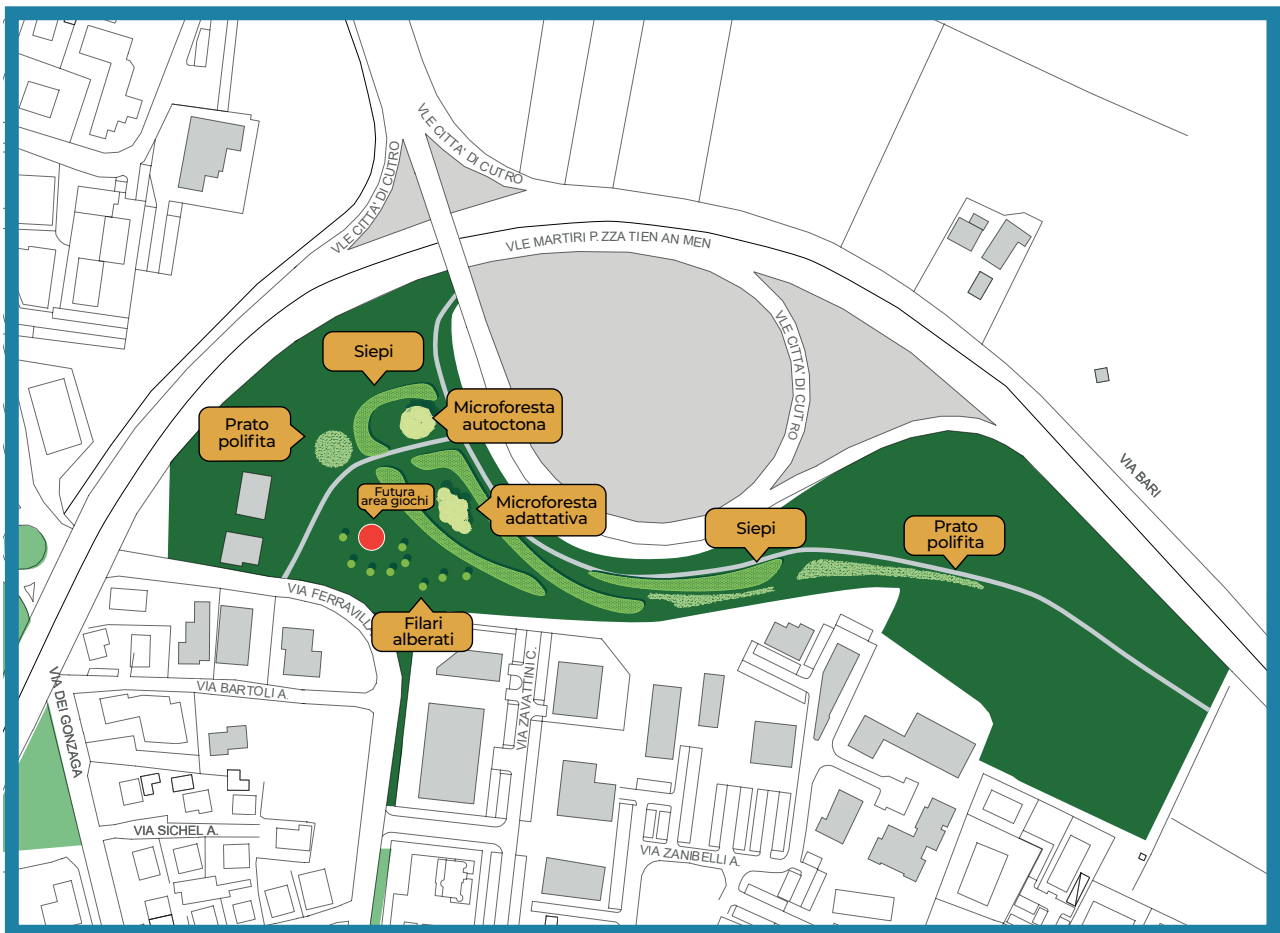 VLE CITTA' DI CUTRO
VLE CITTA' DI CUTRO
VLE MARTIRI P.ZZA TIEN AN MEN
VLE CITTA' DI CUTRO
VIA BARI
Siepi
Microforesta
autoctona
Prato
polifita
Futura
area giochi
Microforesta
adattativa
Siepi
Prato
polifita
Filari
alberati
VIA FERRAVILL
VIA BARTOLI A.
VIA ZAVATTINI C.
VIA DEI GONZAGA
VIA SICHEL A.
VIA ZANIBELLI A.